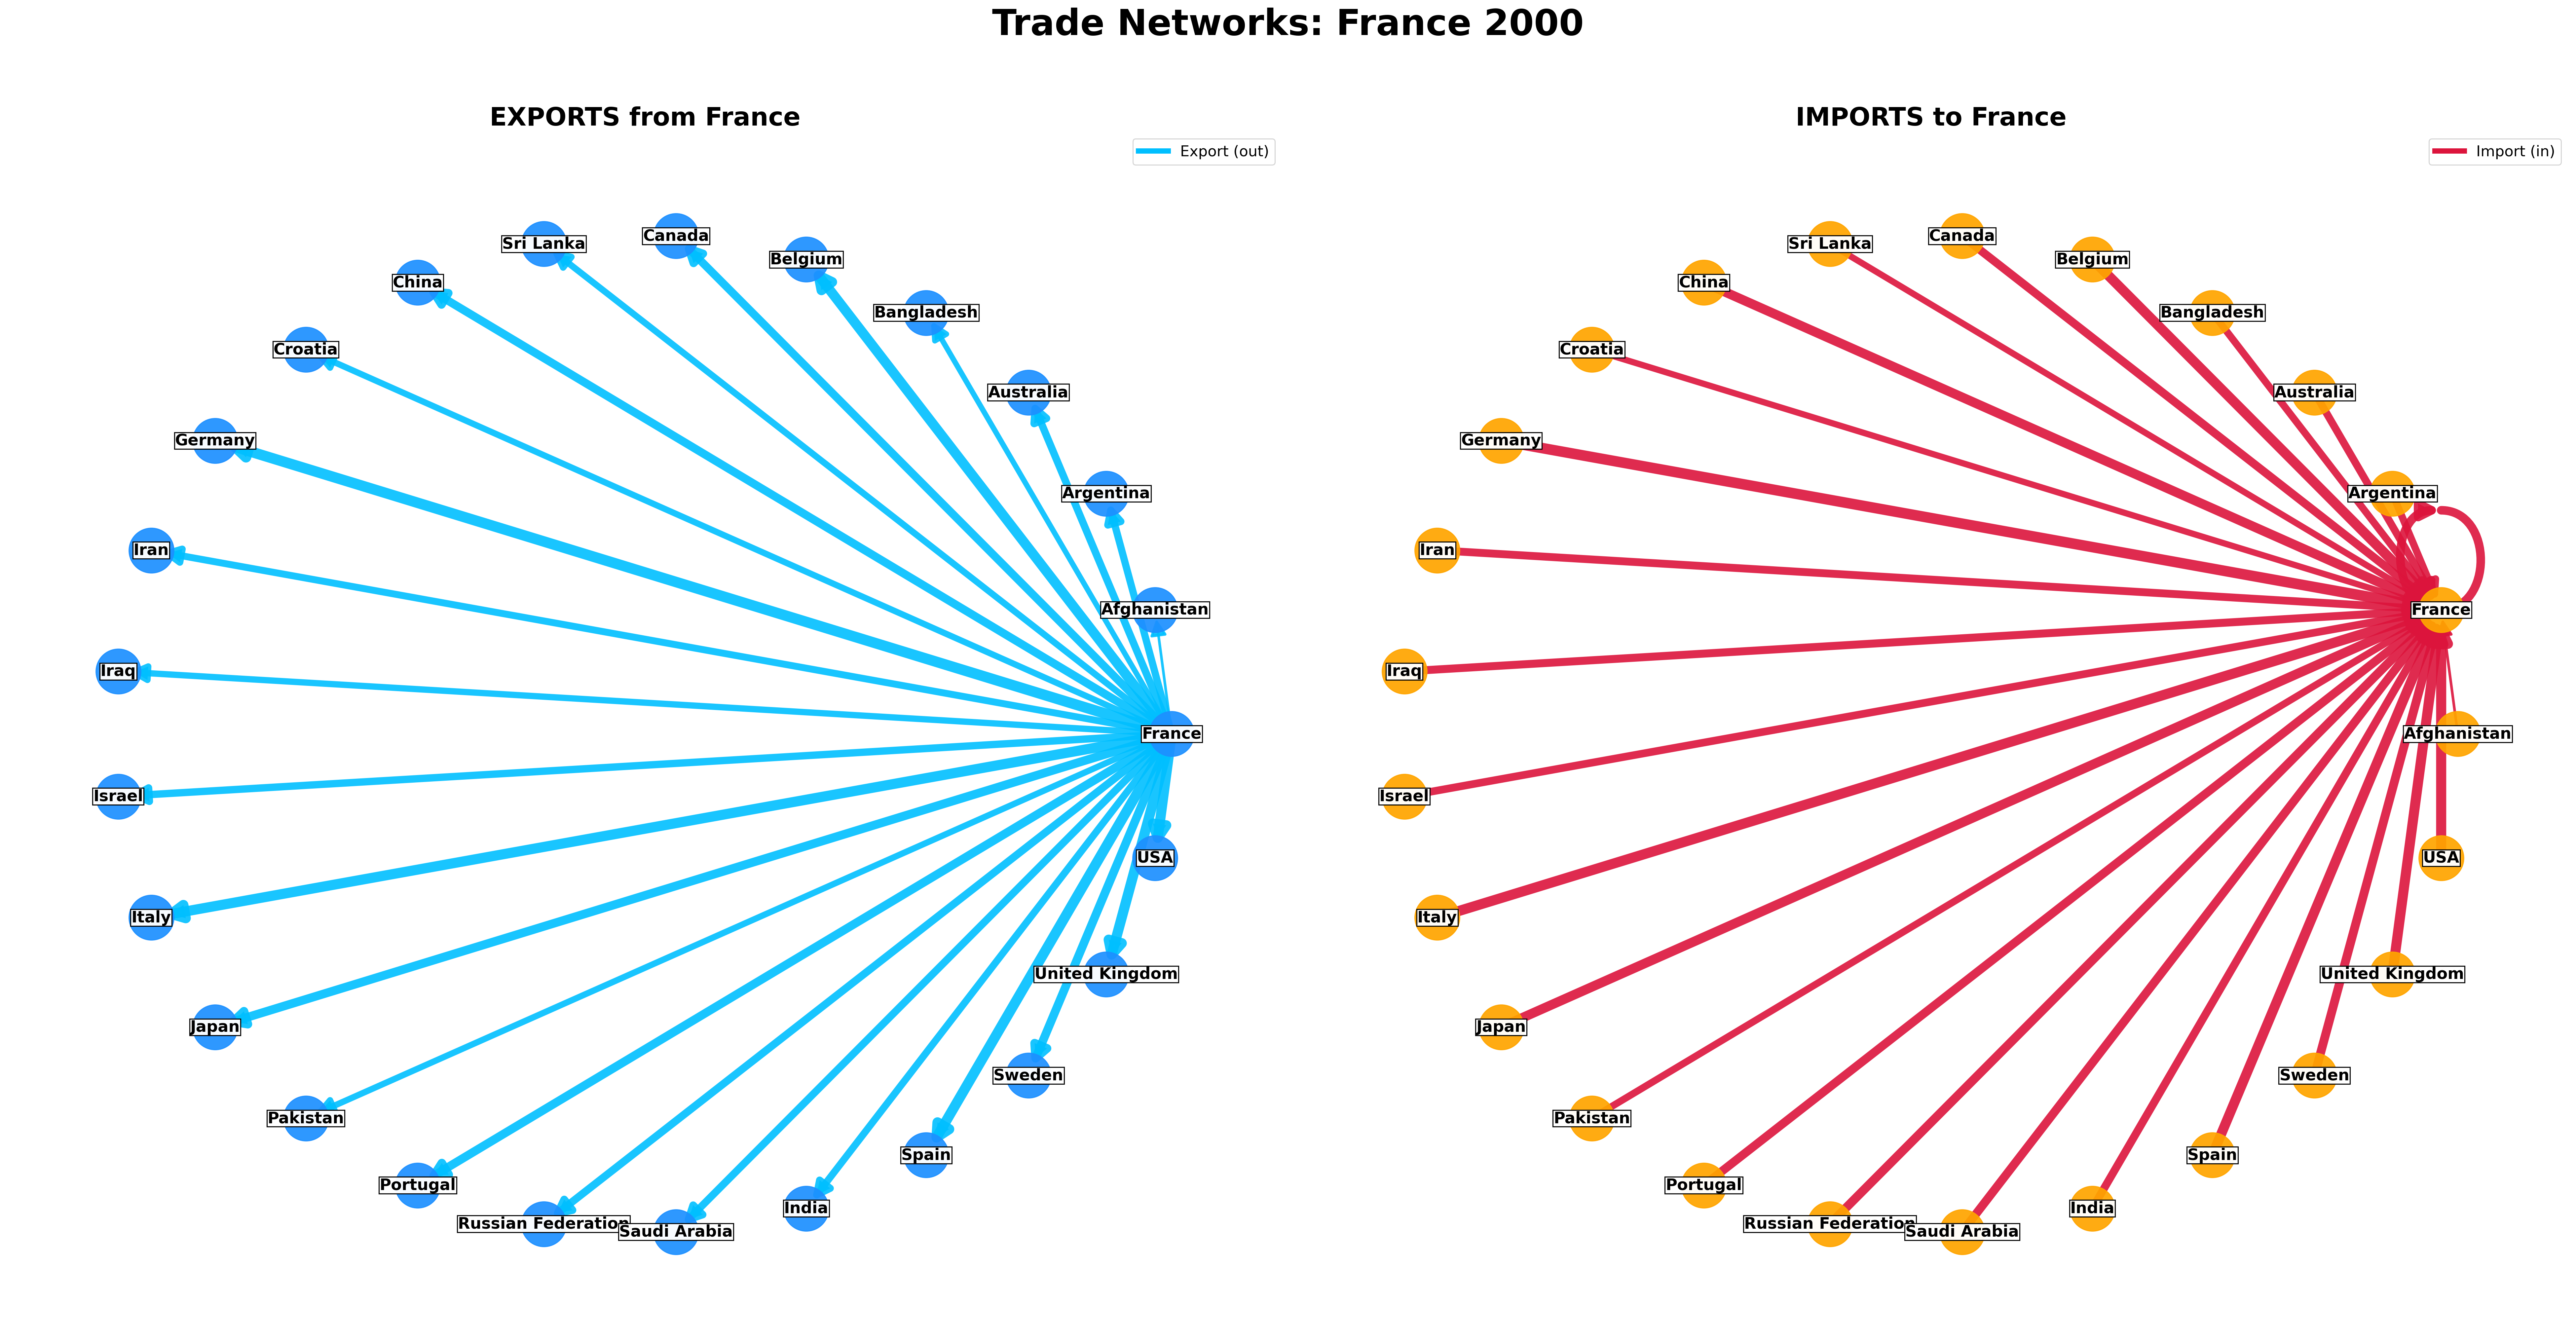 Trade Networks: France 2000
EXPORTS from France
Export (out)
Sri Lanka
Canada
Belgium
China
Bangladesh
Croatia
Australia
Germany
Argentina
Iran
Afghanistan
Iraq
France
Israel
USA
Italy
United Kingdom
Japan
Sweden
Pakistan
Spain
Portugal
India
Russian Federation
Saudi Arabia
IMPORTS to France
Import (in)
Sri Lanka
Canada
Belgium
China
Bangladesh
Croatia
Australia
Germany
Argentina
Iran
France
Iraq
Afghanistan
Israel
USA
Italy
United Kingdom
Japan
Sweden
Pakistan
Spain
Portugal
India
Russian Federation
Saudi Arabia